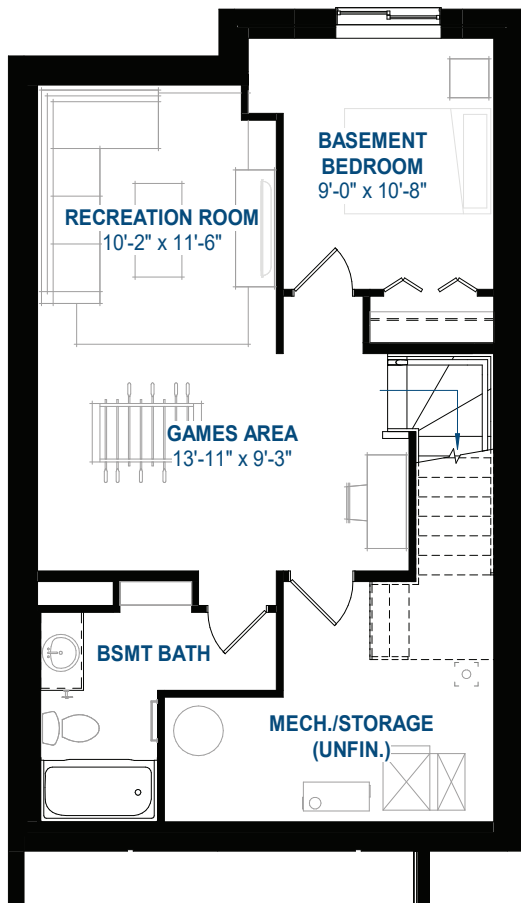 BASEMENT
BEDROOM
9'-0" x 10'-8"
RECREATION ROOM
10'-2" x 11'-6"
GAMES AREA
13'-11" x 9'-3"
BSMT BATH
MECH./STORAGE
(UNFIN.)